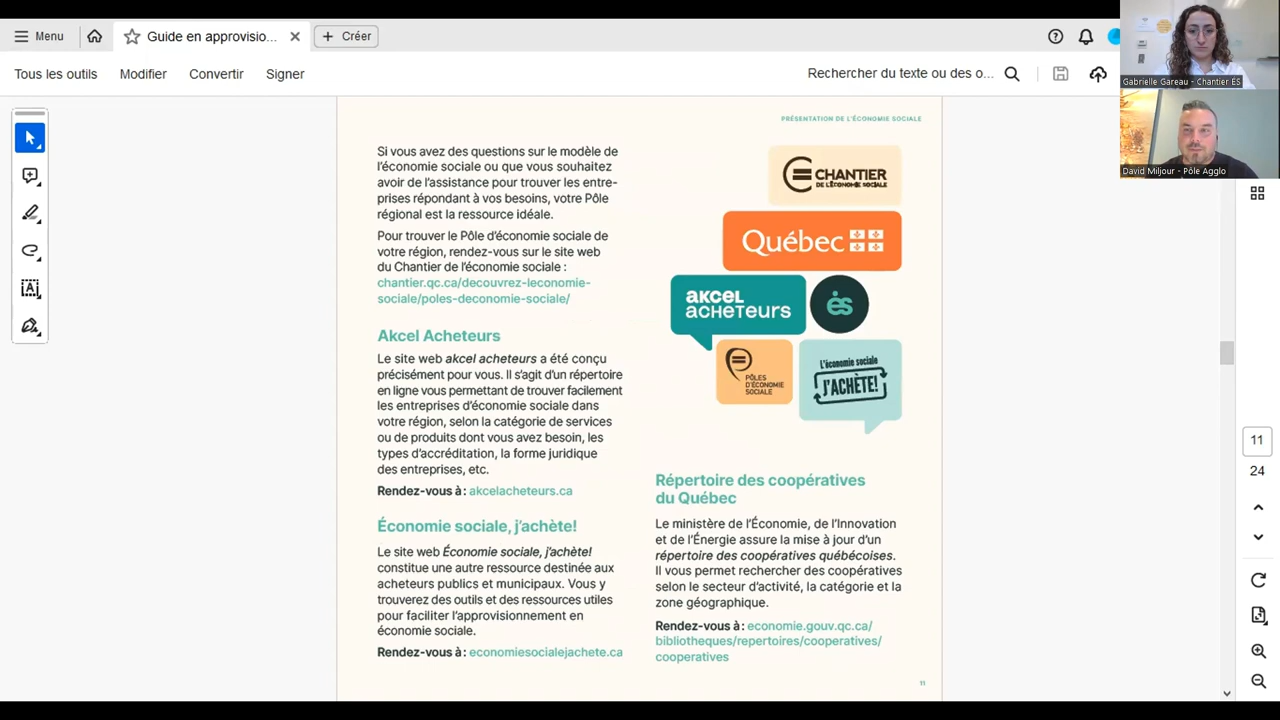 Menu
Guide en approvisio...
Créer
Tous les outils
Modifier
Convertir
Signer
Rechercher du texte ou des o...
Gabrielle Gareau - Chantier ÉS
David Miljour - Pôle Agglo
PRÉSENTATION DE L'ÉCONOMIE SOCIALE
Si vous avez des questions sur le modèle de
l'économie sociale ou que vous souhaitez
avoir de l'assistance pour trouver les entre-
prises répondant à vos besoins, votre Pôle
régional est la ressource idéale.
Pour trouver le Pôle d'économie sociale de
votre région, rendez-vous sur le site web
du Chantier de l'économie sociale :
chantier.qc.ca/decouvrez-leconomie-
sociale/poles-deconomie-sociale/
Akcel Acheteurs
Le site web akcel acheteurs a été conçu
précisément pour vous. Il s'agit d'un répertoire
en ligne vous permettant de trouver facilement
les entreprises d'économie sociale dans
votre région, selon la catégorie de services
ou de produits dont vous avez besoin, les
types d'accréditation, la forme juridique
des entreprises, etc.
Rendez-vous à : akcelacheteurs.ca
Économie sociale, j'achète!
Le site web Économie sociale, j'achète!
constitue une autre ressource destinée aux
acheteurs publics et municipaux. Vous y
trouverez des outils et des ressources utiles
pour faciliter l'approvisionnement en
économie sociale.
Rendez-vous à : economiesocialejachete.ca
CHANTIER
DE L'ÉCONOMIE SOCIALE
Québec
akcel
acheteurs
és
PÔLES
D'ÉCONOMIE
SOCIALE
L'économie sociale
J'ACHÈTE!
Répertoire des coopératives
du Québec
Le ministère de l'Économie, de l'Innovation
et de l'Énergie assure la mise à jour d'un
répertoire des coopératives québécoises.
Il vous permet rechercher des coopératives
selon le secteur d'activité, la catégorie et la
zone géographique.
Rendez-vous à : economie.gouv.qc.ca/
bibliotheques/repertoires/cooperatives/
cooperatives
11
11
24